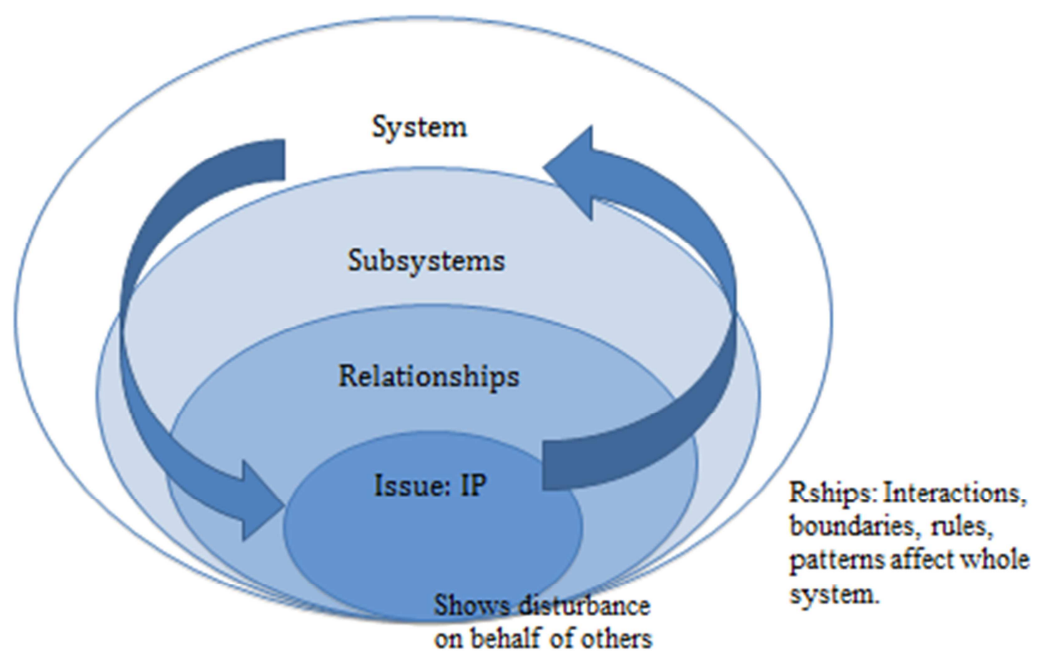 System
Subsystems
Relationships
Issue: IP
Rships: Interactions,
boundaries, rules,
patterns affect whole
system.
Shows disturbance
on behalf of others